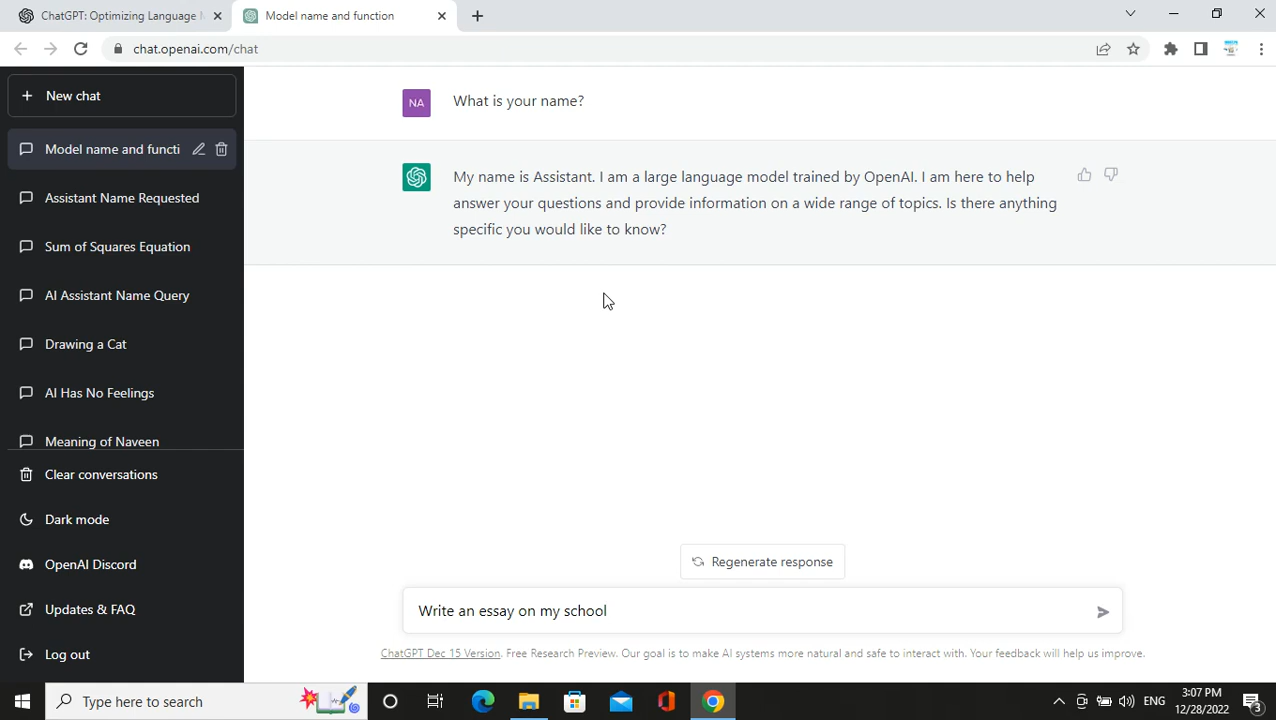 ChatGPT: Optimizing Language
Model name and function
chat.openai.com/chat
New chat
Model name and functi
Assistant Name Requested
Sum of Squares Equation
AI Assistant Name Query
Drawing a Cat
AI Has No Feelings
Meaning of Naveen
Clear conversations
Dark mode
OpenAI Discord
Updates & FAQ
Log out
NA
What is your name?
My name is Assistant. I am a large language model trained by OpenAI. I am here to help
answer your questions and provide information on a wide range of topics. Is there anything
specific you would like to know?
Regenerate response
Write an essay on my school
ChatGPT Dec 15 Version. Free Research Preview. Our goal is to make AI systems more natural and safe to interact with. Your feedback will help us improve.
Type here to search
ENG
3:07 PM
12/28/2022
3